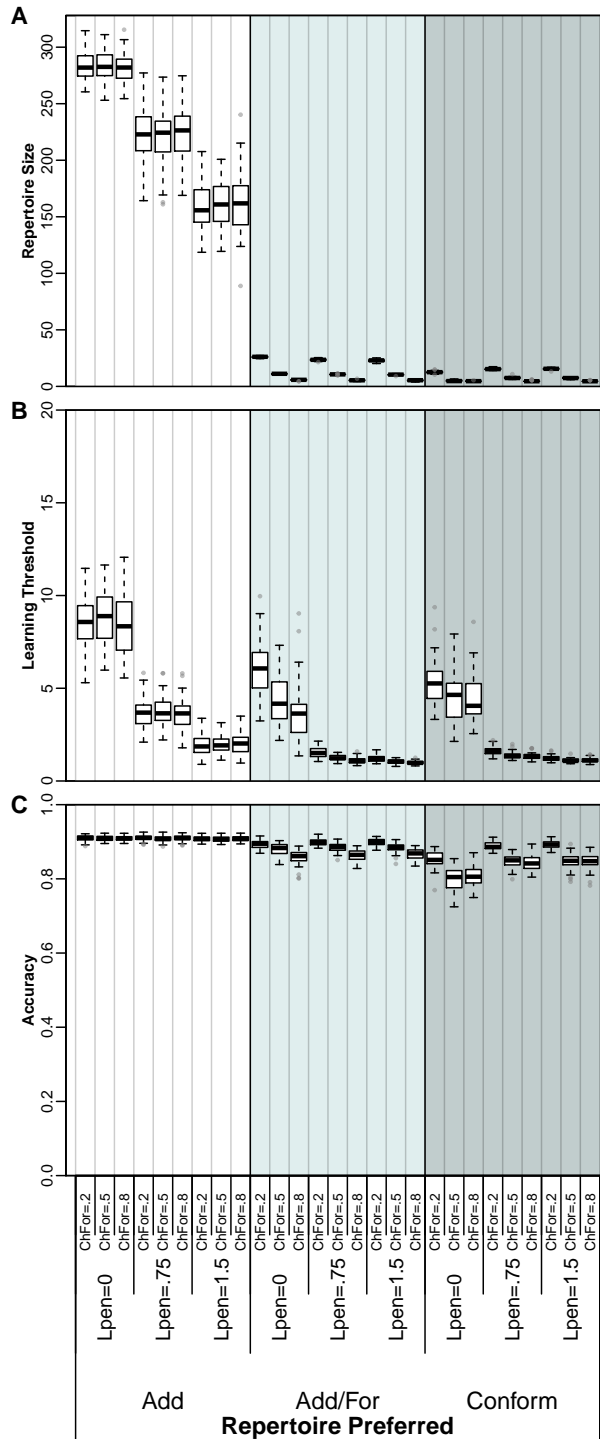 A
Repertoire Size
300
250
200
150
100
50
0
B
Learning Threshold
20
15
10
5
0
C
Accuracy
1.0
0.8
0.6
0.4
0.2
0.0
ChFor=.2 ChFor=.5 ChFor=.8 ChFor=.2 ChFor=.5 ChFor=.8 ChFor=.2 ChFor=.5 ChFor=.8 ChFor=.2 ChFor=.5 ChFor=.8 ChFor=.2 ChFor=.5 ChFor=.8 ChFor=.2 ChFor=.5 ChFor=.8 ChFor=.2 ChFor=.5 ChFor=.8 ChFor=.2 ChFor=.5 ChFor=.8 ChFor=.2 ChFor=.5 ChFor=.8
Lpen=0 Lpen=.75 Lpen=1.5 Lpen=0 Lpen=.75 Lpen=1.5 Lpen=0 Lpen=.75 Lpen=1.5
Add Add/For Conform
Repertoire Preferred